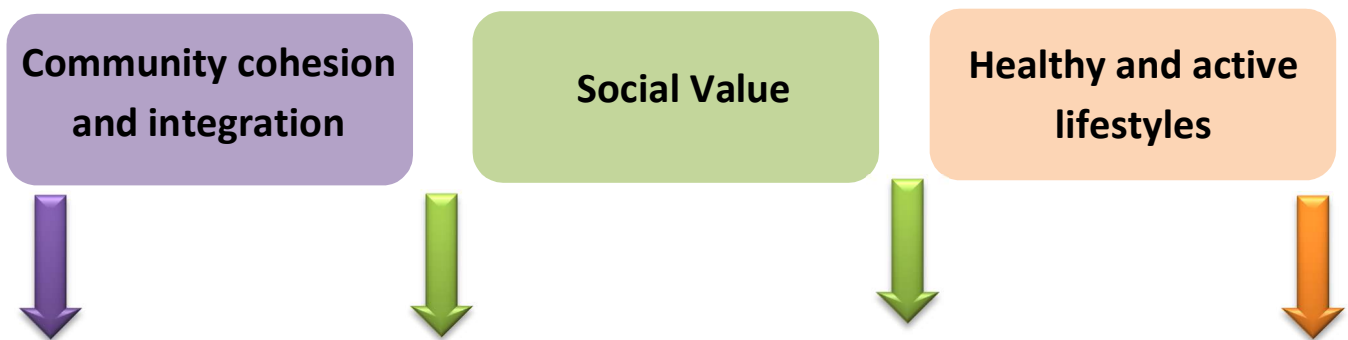 Community cohesion
and integration
Social Value
Healthy and active
lifestyles